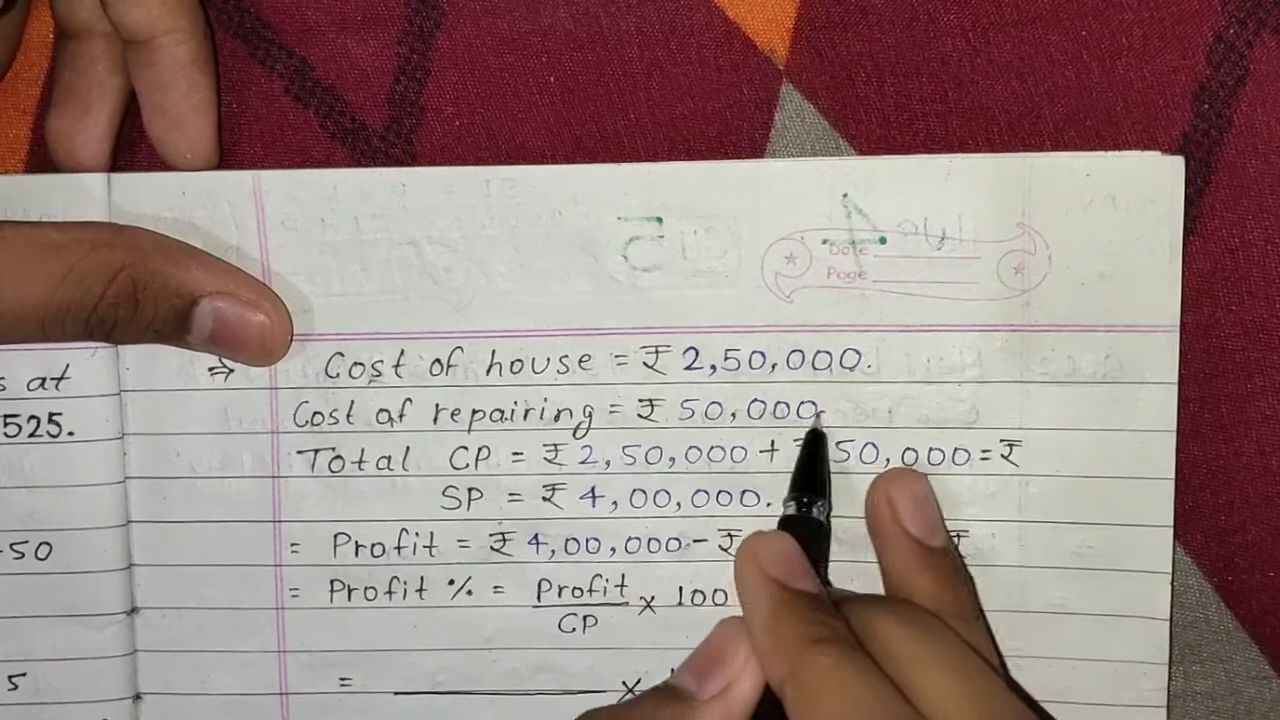 5
Date
Page
s at
525.
50
5
⇒ Cost of house = ₹ 2,50,000.
Cost of repairing = ₹ 50,000
Total CP = ₹ 2,50,000 + ₹ 50,000 = ₹
SP = ₹ 4,00,000.
= Profit = ₹ 4,00,000 - ₹ ₹
= Profit % = Profit / CP × 100
= ×